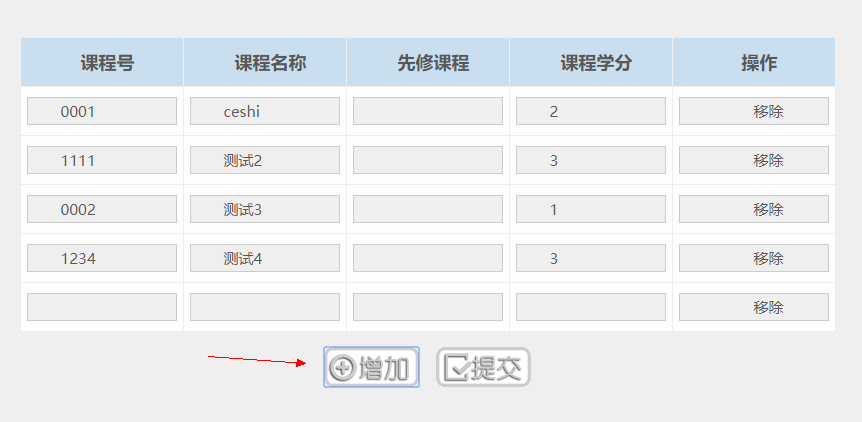 课程号 课程名称 先修课程 课程学分 操作
0001 ceshi 2 移除
1111 测试2 3 移除
0002 测试3 1 移除
1234 测试4 3 移除
移除
增加 提交